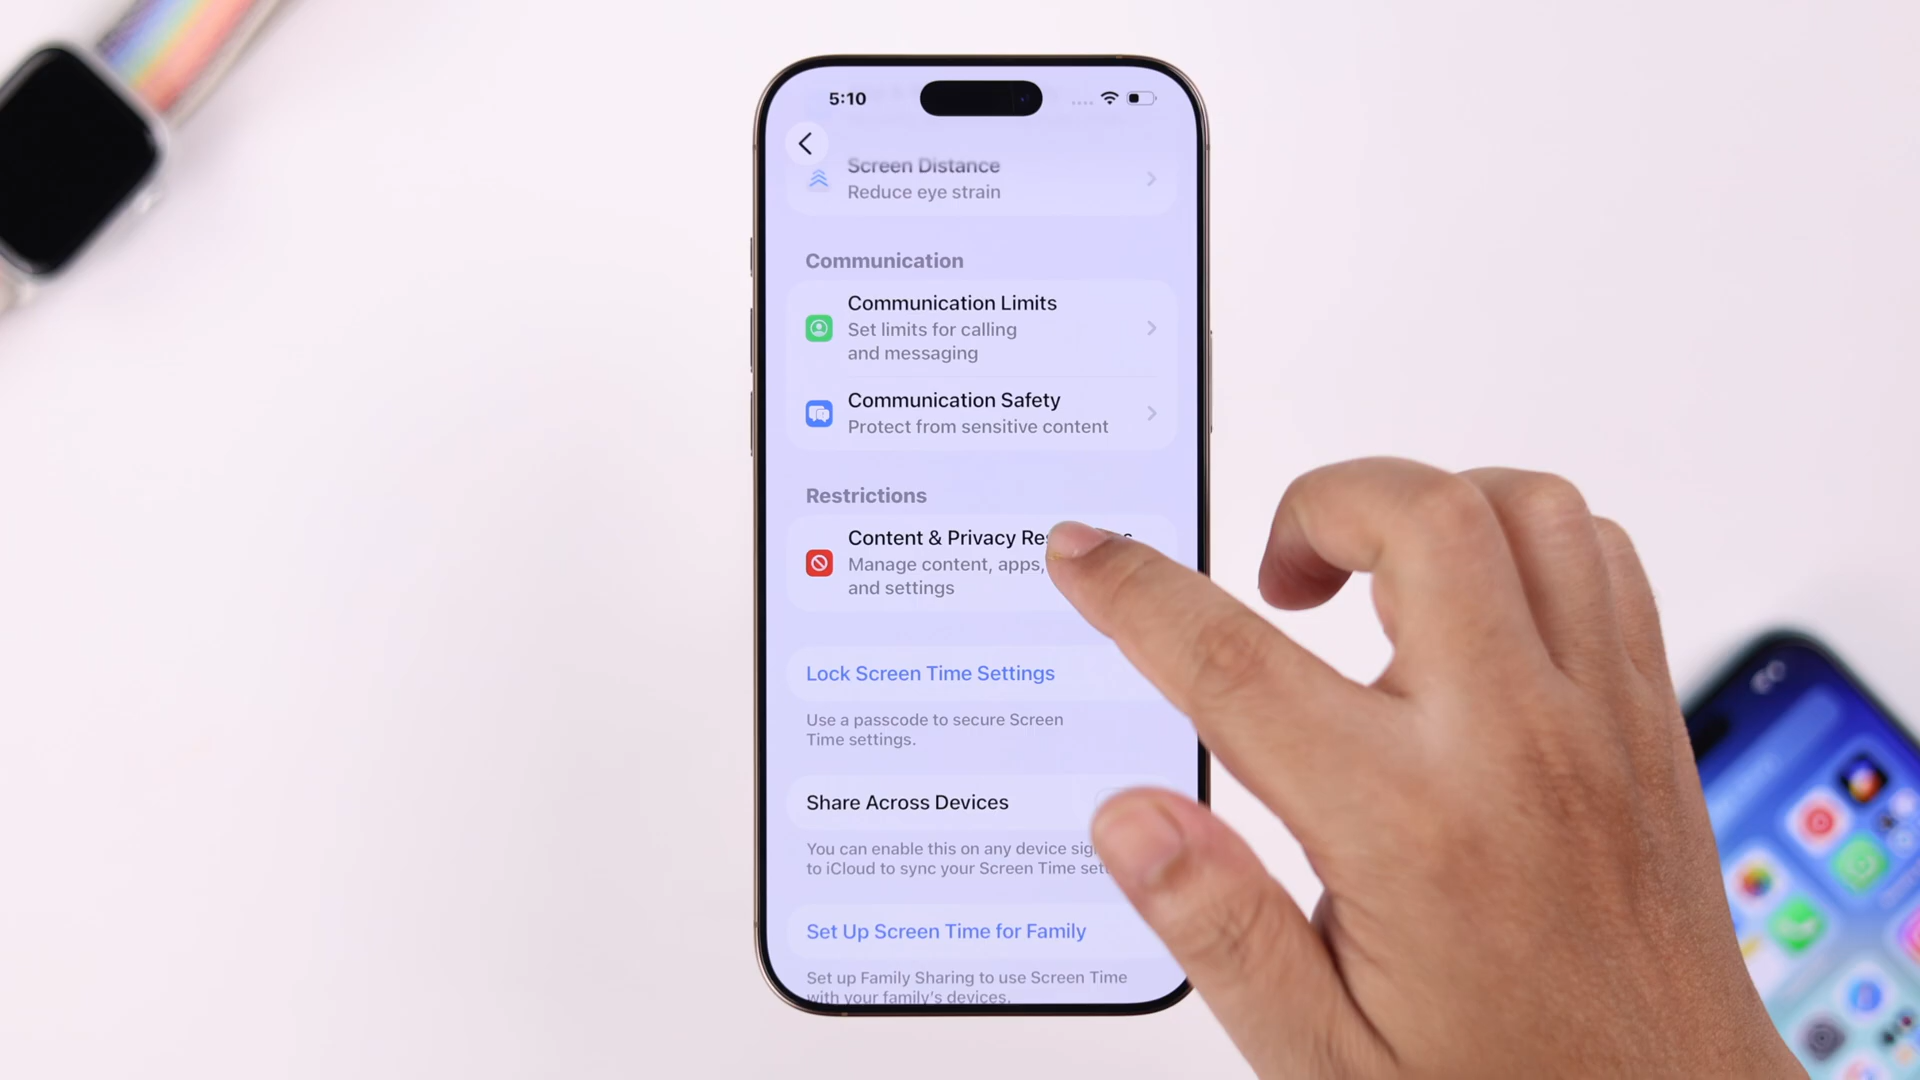 5:10
Screen Distance
Reduce eye strain
Communication
Communication Limits
Set limits for calling
and messaging
Communication Safety
Protect from sensitive content
Restrictions
Content & Privacy
Manage content, apps,
and settings
Lock Screen Time Settings
Use a passcode to secure Screen
Time settings.
Share Across Devices
You can enable this on any device
to iCloud to sync your Screen Time
Set Up Screen Time for Family
Set up Family Sharing to use Screen Time
with your family's devices.